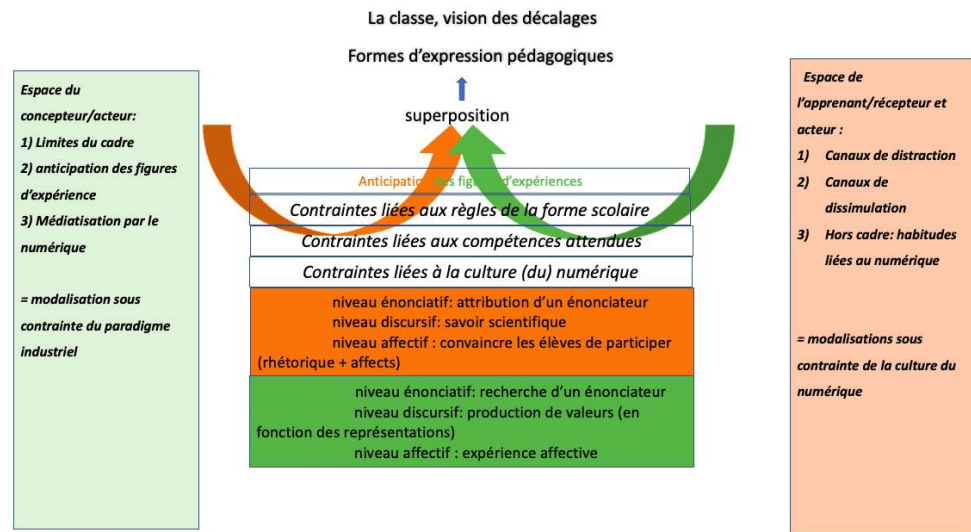 La classe, vision des décalages
Formes d'expression pédagogiques
superposition
Espace du
concepteur/acteur:
1) Limites du cadre
2) anticipation des figures
d'expérience
3) Médiatisation par le
numérique
= modalisation sous
contrainte du paradigme
industriel
Anticipation des figures d'expériences
Contraintes liées aux règles de la forme scolaire
Contraintes liées aux compétences attendues
Contraintes liées à la culture (du) numérique
niveau énonciatif: attribution d'un énonciateur
niveau discursif: savoir scientifique
niveau affectif : convaincre les élèves de participer
(rhétorique + affects)
niveau énonciatif: recherche d'un énonciateur
niveau discursif: production de valeurs (en
fonction des représentations)
niveau affectif : expérience affective
Espace de
l'apprenant/récepteur et
acteur :
1) Canaux de distraction
2) Canaux de
dissimulation
3) Hors cadre: habitudes
liées au numérique
= modalisations sous
contrainte de la culture du
numérique